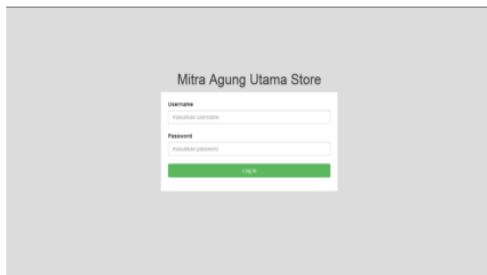 Mitra Agung Utama Store
Username
masukkan username
Password
masukkan password
Log in